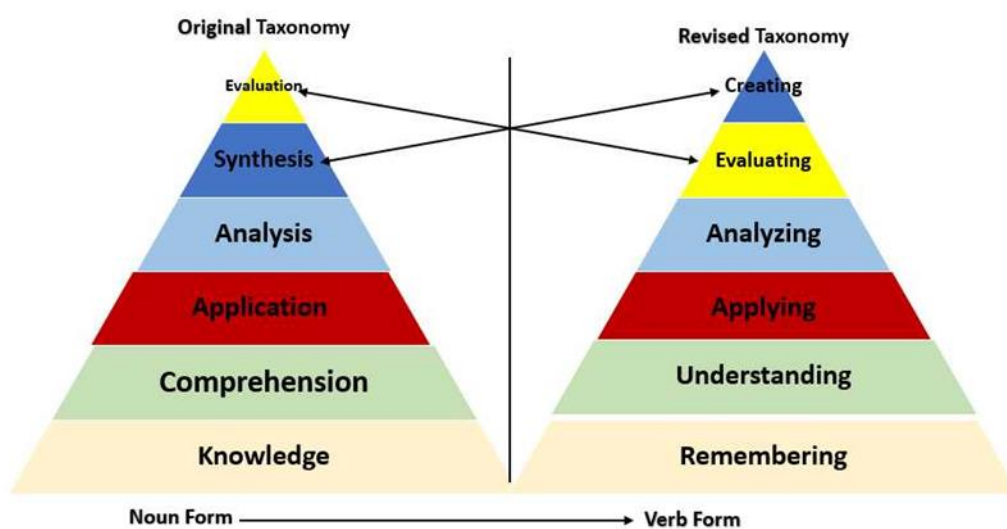 Original Taxonomy
Evaluation
Synthesis
Analysis
Application
Comprehension
Knowledge
Revised Taxonomy
Creating
Evaluating
Analyzing
Applying
Understanding
Remembering
Noun Form
Verb Form